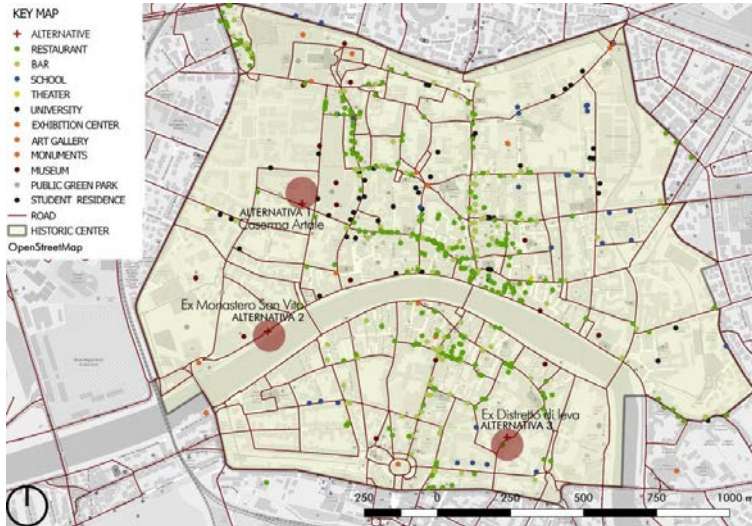 KEY MAP
ALTERNATIVE
RESTAURANT
BAR
SCHOOL
THEATER
UNIVERSITY
EXHIBITION CENTER
ART GALLERY
MONUMENTS
MUSEUM
PUBLIC GREEN PARK
STUDENT RESIDENCE
ROAD
HISTORIC CENTER
OpenStreetMap
ALTERNATIVA 1
Caserma Artale
Ex Monastero San Vito
ALTERNATIVA 2
Ex Distretto di leva
ALTERNATIVA 3
250 0 250 500 750 1000 m